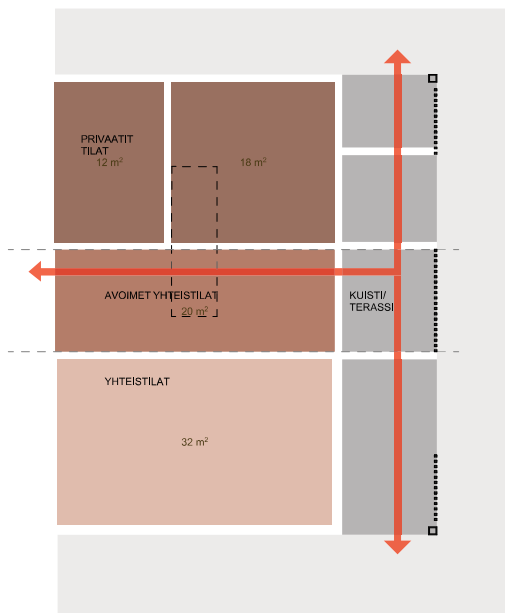 PRIVAATIT
TILAT
12 m²
18 m²
AVOIMET YHTEISTILAT
20 m²
KUISTI/
TERASSI
YHTEISTILAT
32 m²